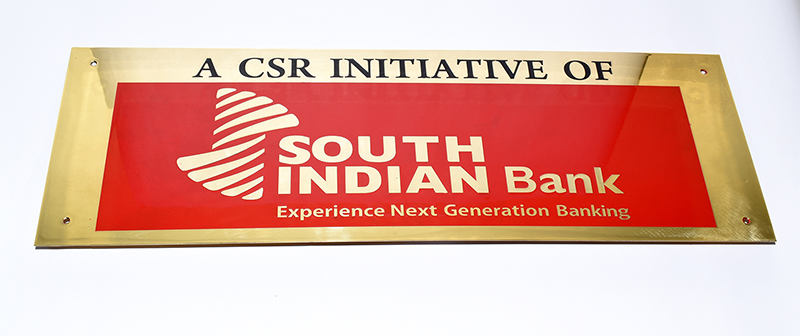 A CSR INITIATIVE OF
SOUTH
INDIAN Bank
Experience Next Generation Banking